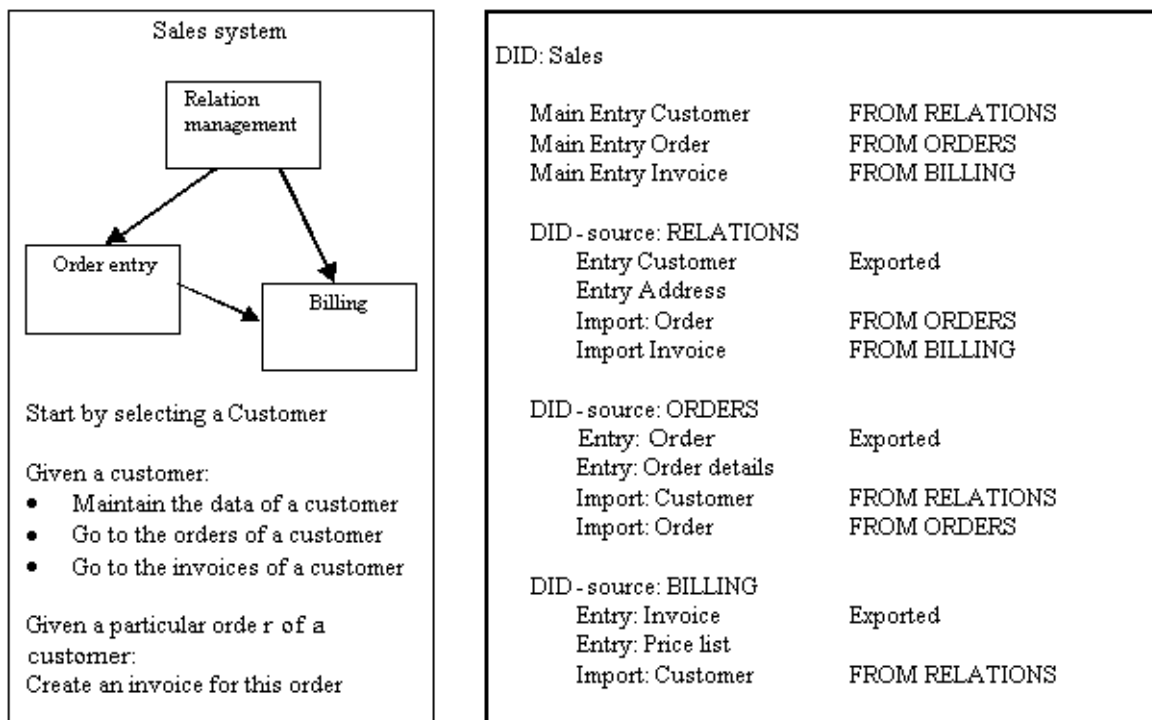 Sales system
Relation
management
Order entry
Billing
Start by selecting a Customer
Given a customer:
• Maintain the data of a customer
• Go to the orders of a customer
• Go to the invoices of a customer
Given a particular order of a
customer:
Create an invoice for this order
DID: Sales
Main Entry Customer FROM RELATIONS
Main Entry Order FROM ORDERS
Main Entry Invoice FROM BILLING
DID - source: RELATIONS
Entry Customer Exported
Entry Address
Import: Order FROM ORDERS
Import Invoice FROM BILLING
DID - source: ORDERS
Entry: Order Exported
Entry: Order details
Import: Customer FROM RELATIONS
Import: Order FROM ORDERS
DID - source: BILLING
Entry: Invoice Exported
Entry: Price list
Import: Customer FROM RELATIONS